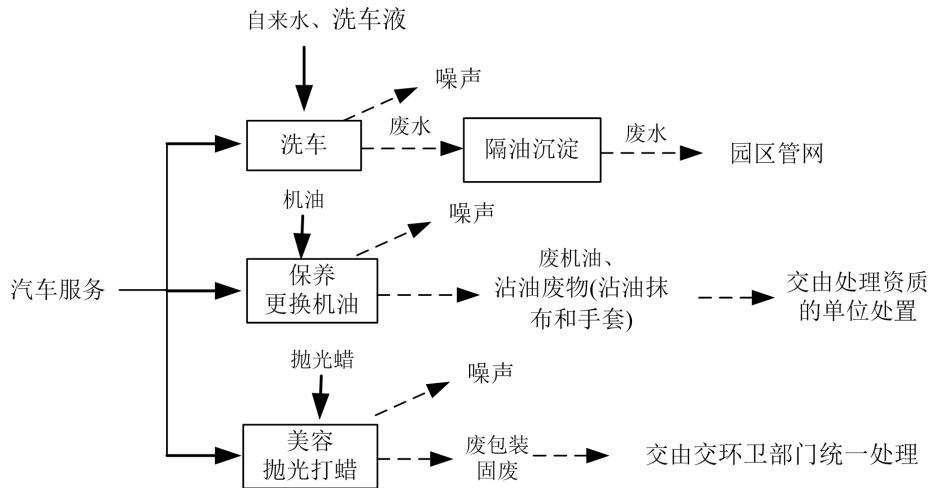 自来水、洗车液
噪声
洗车
废水
隔油沉淀
废水
园区管网
机油
噪声
汽车服务
保养
更换机油
废机油、
沾油废物(沾油抹
布和手套)
交由处理资质
的单位处置
抛光蜡
噪声
美容
抛光打蜡
废包装
固废
交由交环卫部门统一处理